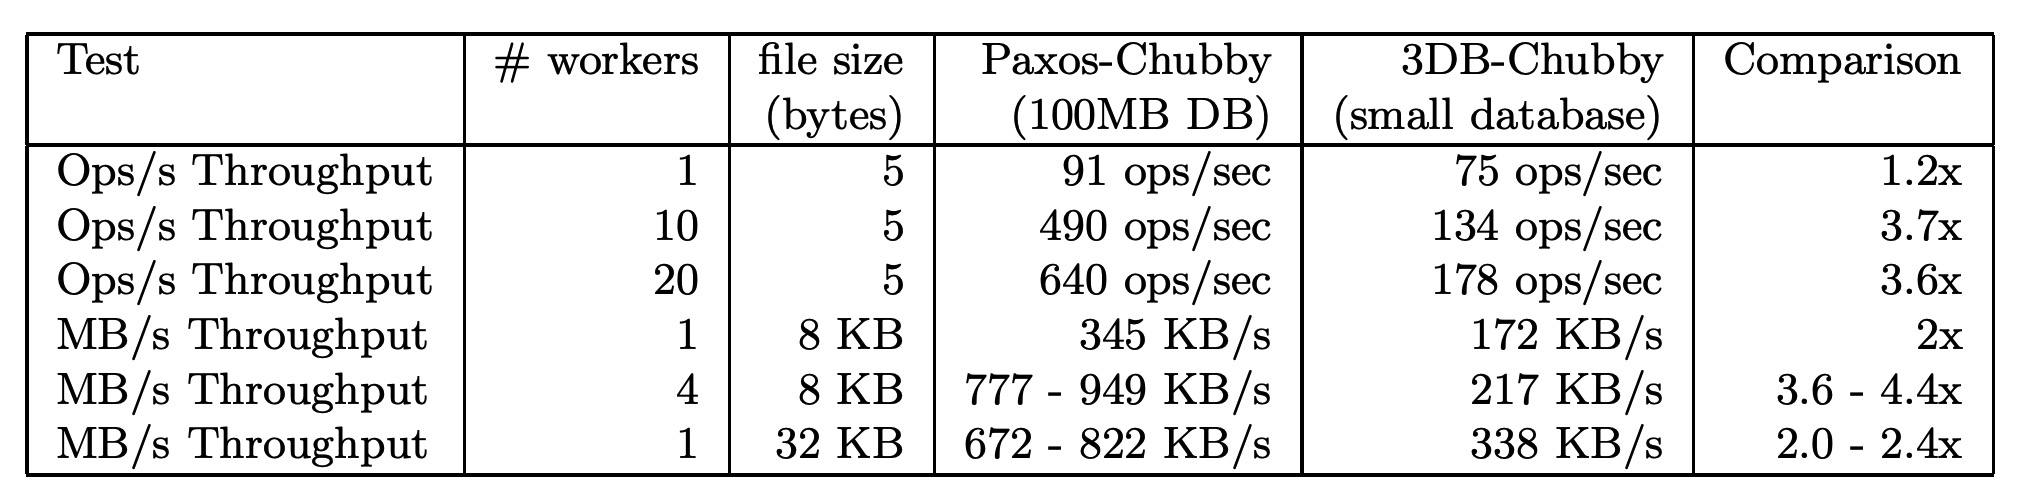 Test # workers file size Paxos-Chubby 3DB-Chubby Comparison
(bytes) (100MB DB) (small database)
Ops/s Throughput 1 5 91 ops/sec 75 ops/sec 1.2x
Ops/s Throughput 10 5 490 ops/sec 134 ops/sec 3.7x
Ops/s Throughput 20 5 640 ops/sec 178 ops/sec 3.6x
MB/s Throughput 1 8 KB 345 KB/s 172 KB/s 2x
MB/s Throughput 4 8 KB 777 - 949 KB/s 217 KB/s 3.6 - 4.4x
MB/s Throughput 1 32 KB 672 - 822 KB/s 338 KB/s 2.0 - 2.4x